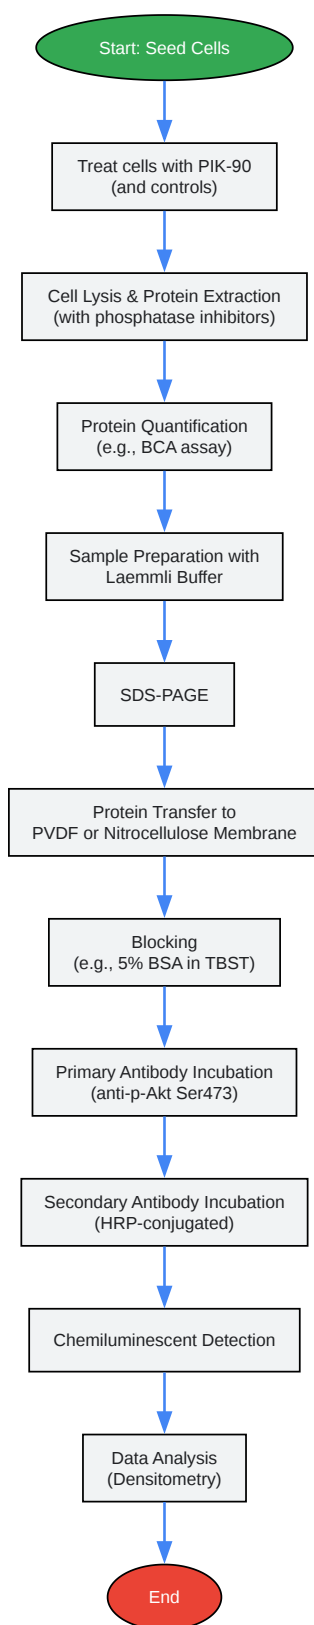 Start: Seed Cells
Treat cells with PIK-90
(and controls)
Cell Lysis & Protein Extraction
(with phosphatase inhibitors)
Protein Quantification
(e.g., BCA assay)
Sample Preparation with
Laemmli Buffer
SDS-PAGE
Protein Transfer to
PVDF or Nitrocellulose Membrane
Blocking
(e.g., 5% BSA in TBST)
Primary Antibody Incubation
(anti-p-Akt Ser473)
Secondary Antibody Incubation
(HRP-conjugated)
Chemiluminescent Detection
Data Analysis
(Densitometry)
End